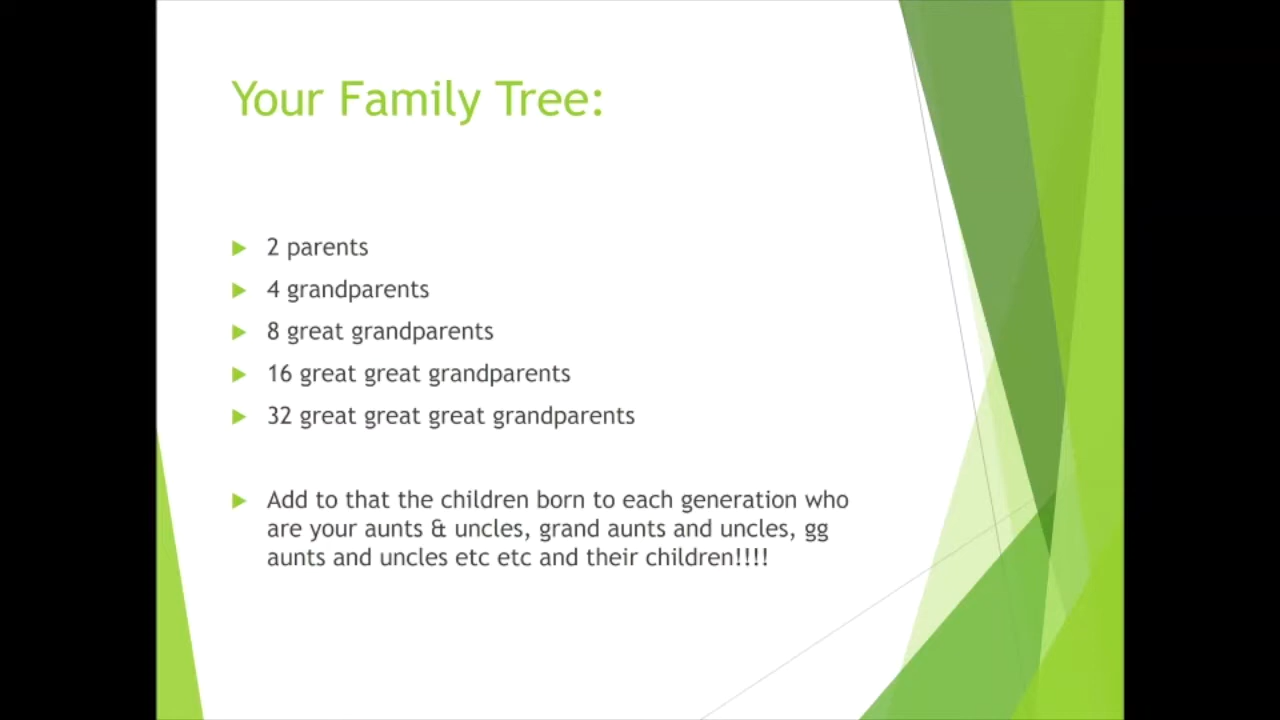 Your Family Tree:
2 parents
4 grandparents
8 great grandparents
16 great great grandparents
32 great great great grandparents
Add to that the children born to each generation who
are your aunts & uncles, grand aunts and uncles, gg
aunts and uncles etc etc and their children!!!!